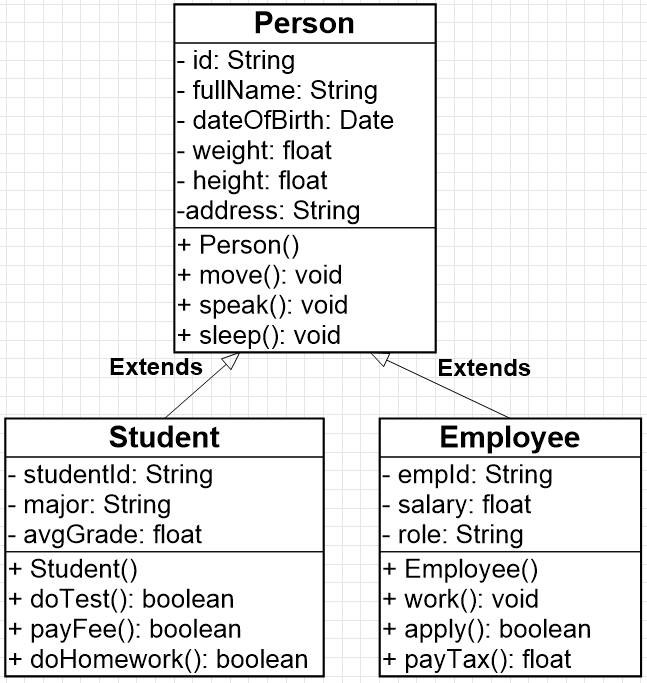 Person
- id: String
- fullName: String
- dateOfBirth: Date
- weight: float
- height: float
-address: String
+ Person()
+ move(): void
+ speak(): void
+ sleep(): void
Extends
Extends
Student
- studentId: String
- major: String
- avgGrade: float
+ Student()
+ doTest(): boolean
+ payFee(): boolean
+ doHomework(): boolean
Employee
- empId: String
- salary: float
- role: String
+ Employee()
+ work(): void
+ apply(): boolean
+ payTax(): float